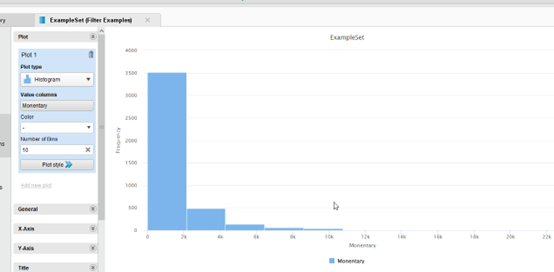 ExampleSet (Filter Examples)
Plot
Plot 1
Plot type
Histogram
Value columns
Monentary
Color
-
Number of Bins
10
Plot style
Add new plot
General
X-Axis
Y-Axis
Title
ExampleSet
4000
3500
3000
2500
2000
1500
1000
500
0
Frequency
0 2k 4k 6k 8k 10k 12k 14k 16k 18k 20k 22k
Monentary
Monentary